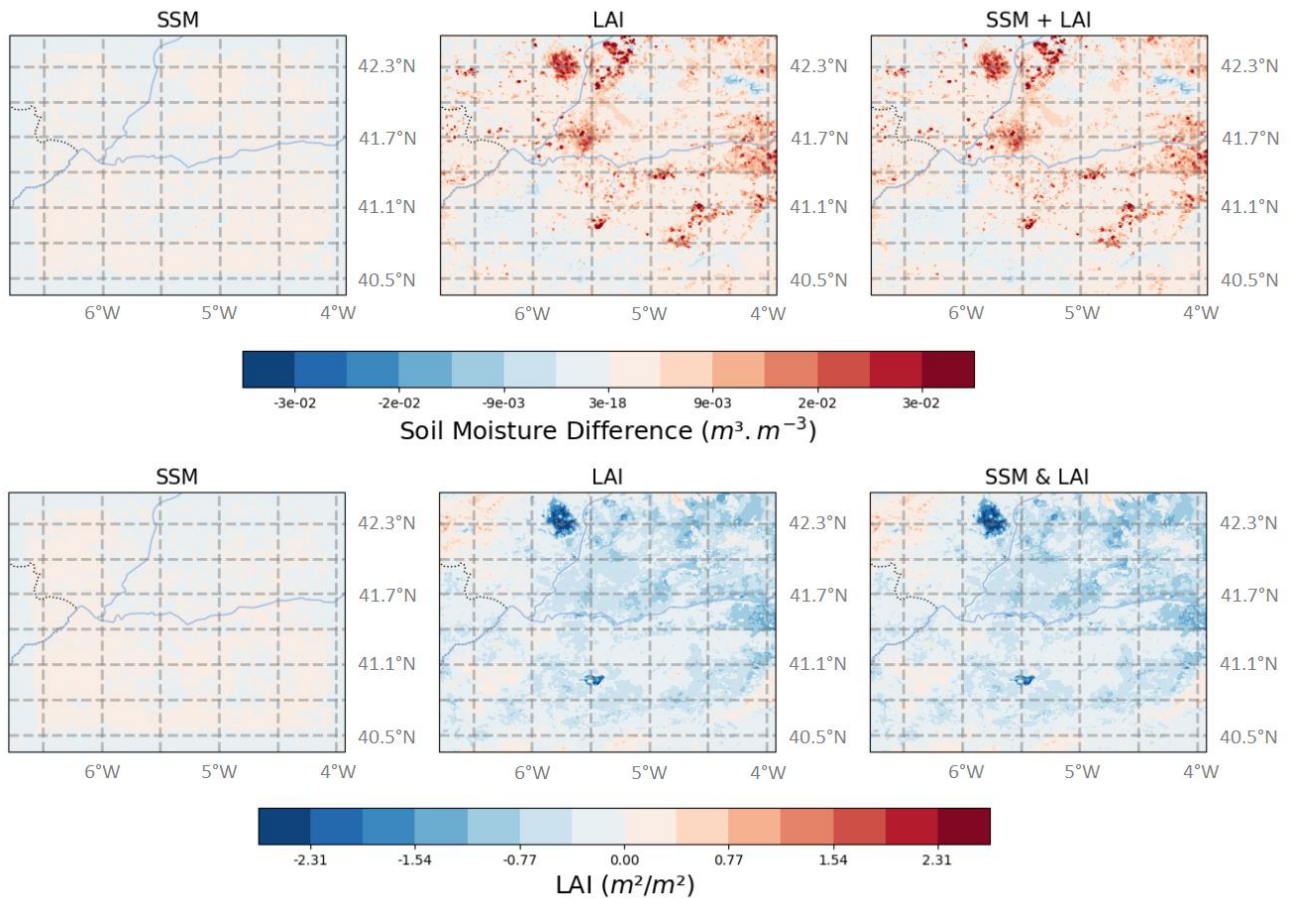 SSM
LAI
SSM + LAI
42.3°N
42.3°N
42.3°N
41.7°N
41.7°N
41.7°N
41.1°N
41.1°N
41.1°N
40.5°N
40.5°N
40.5°N
6°W 5°W 4°W
6°W 5°W 4°W
6°W 5°W 4°W
-3e-02 -2e-02 -9e-03 3e-18 9e-03 2e-02 3e-02
Soil Moisture Difference (m³.m⁻³)
SSM
LAI
SSM & LAI
42.3°N
42.3°N
42.3°N
41.7°N
41.7°N
41.7°N
41.1°N
41.1°N
41.1°N
40.5°N
40.5°N
40.5°N
6°W 5°W 4°W
6°W 5°W 4°W
6°W 5°W 4°W
-2.31 -1.54 -0.77 0.00 0.77 1.54 2.31
LAI (m²/m²)